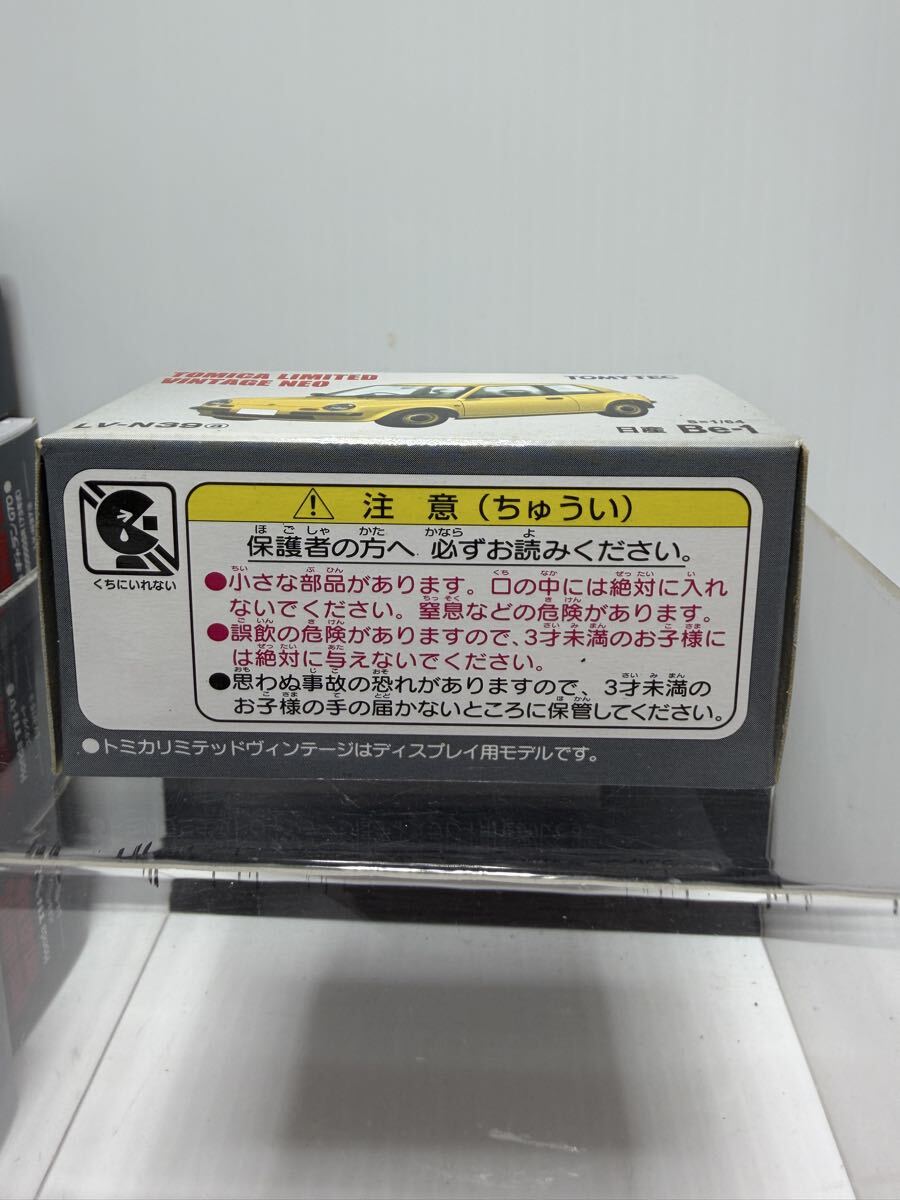 TOMICA LIMITED
VINTAGE NEO
TOMYTEC
LV-N39ⓐ
S=1/64
日産 Be-1
くちにいれない
注意(ちゅうい)
保護者の方へ 必ずお読みください。
●小さな部品があります。口の中には絶対に入れ
ないでください。窒息などの危険があります。
●誤飲の危険がありますので、3才未満のお子様に
は絶対に与えないでください。
●思わぬ事故の恐れがありますので、3才未満の
お子様の手の届かないところに保管してください。
●トミカリミテッドヴィンテージはディスプレイ用モデルです。